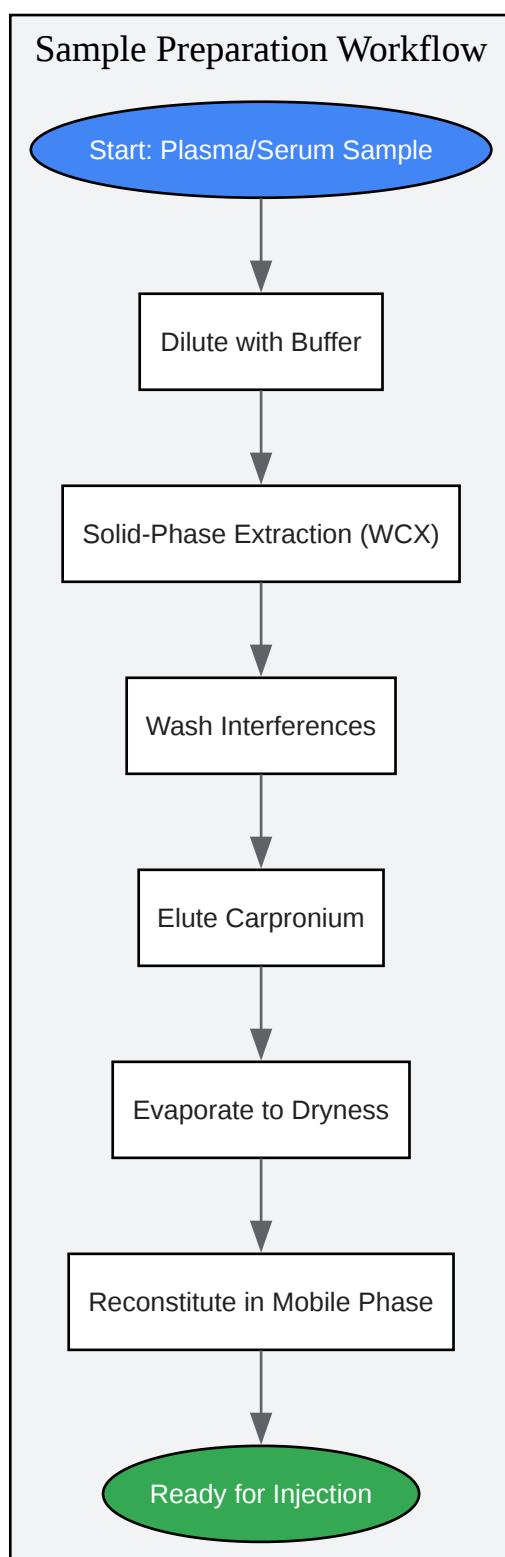 Sample Preparation Workflow
Start: Plasma/Serum Sample
Dilute with Buffer
Solid-Phase Extraction (WCX)
Wash Interferences
Elute Carpronium
Evaporate to Dryness
Reconstitute in Mobile Phase
Ready for Injection